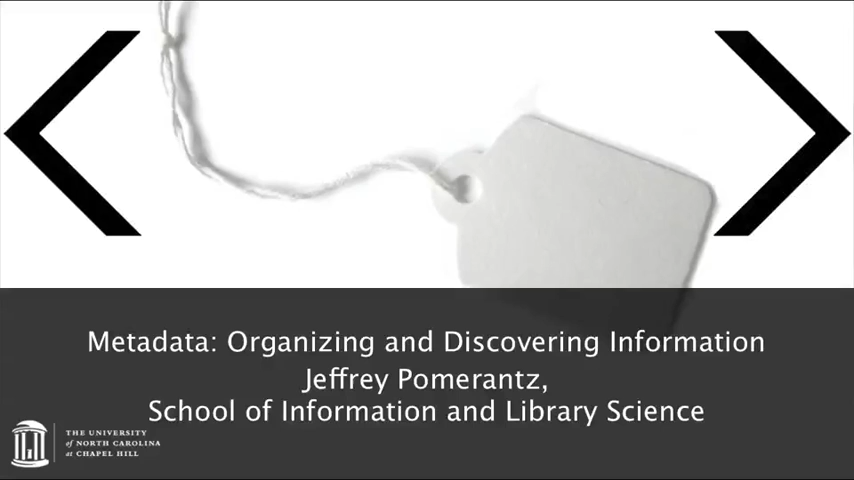 Metadata: Organizing and Discovering Information
Jeffrey Pomerantz,
School of Information and Library Science
THE UNIVERSITY
of NORTH CAROLINA
at CHAPEL HILL